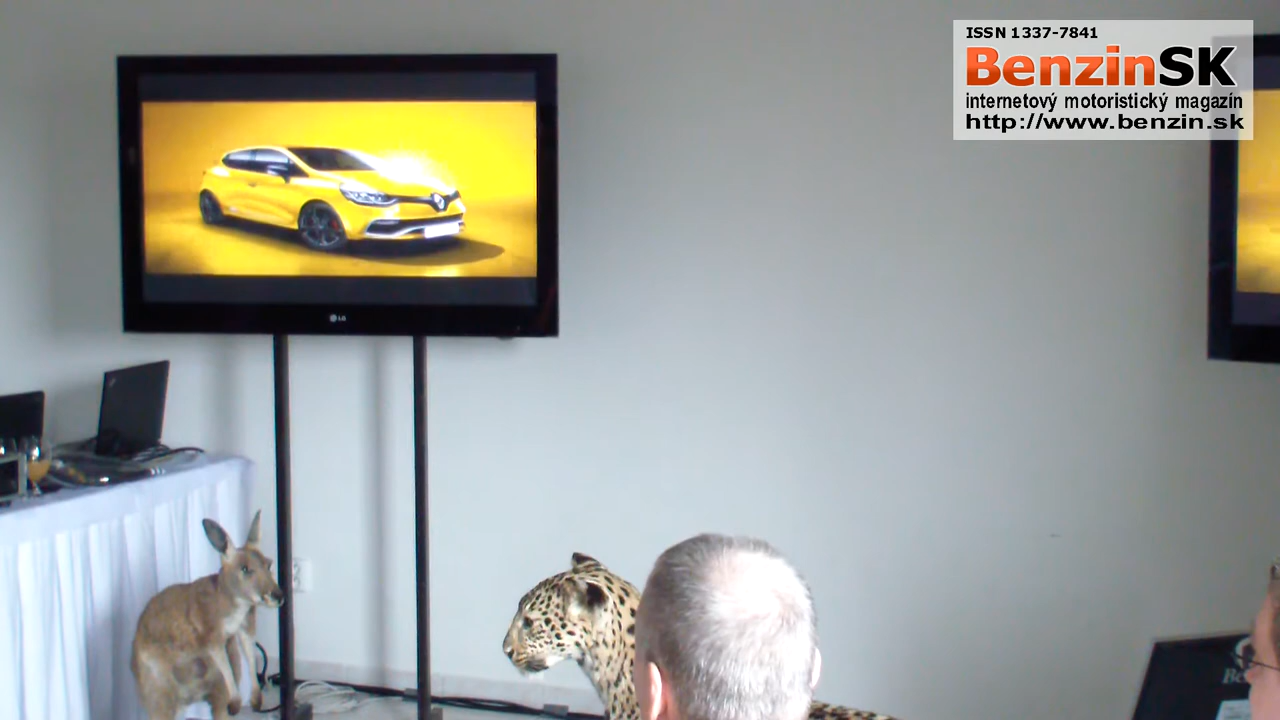 ISSN 1337-7841
BenzinSK
internetový motoristický magazín
http://www.benzin.sk
LG